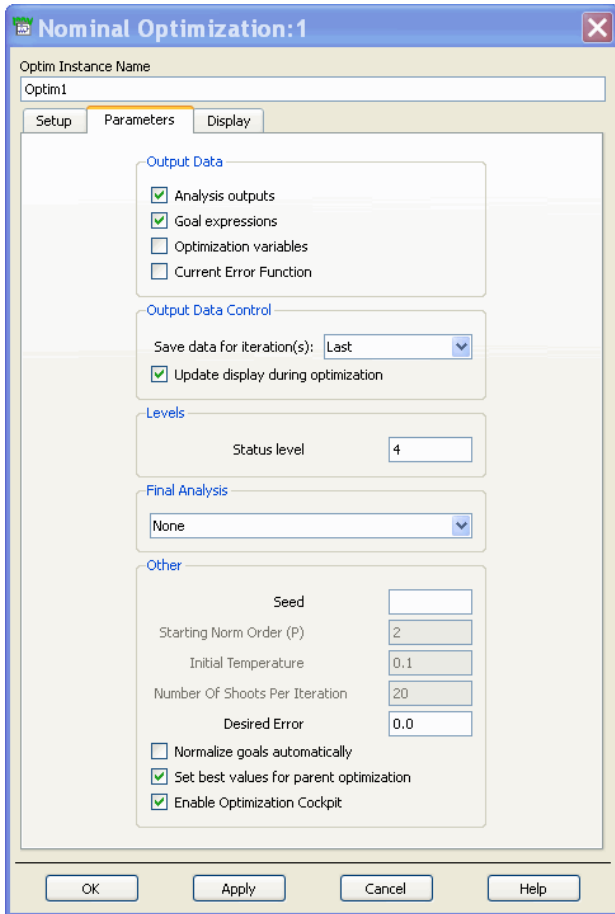 Nominal Optimization:1
Optim Instance Name
Optim1
Setup Parameters Display
Output Data
Analysis outputs
Goal expressions
Optimization variables
Current Error Function
Output Data Control
Save data for iteration(s): Last
Update display during optimization
Levels
Status level 4
Final Analysis
None
Other
Seed
Starting Norm Order (P) 2
Initial Temperature 0.1
Number Of Shoots Per Iteration 20
Desired Error 0.0
Normalize goals automatically
Set best values for parent optimization
Enable Optimization Cockpit
OK Apply Cancel Help